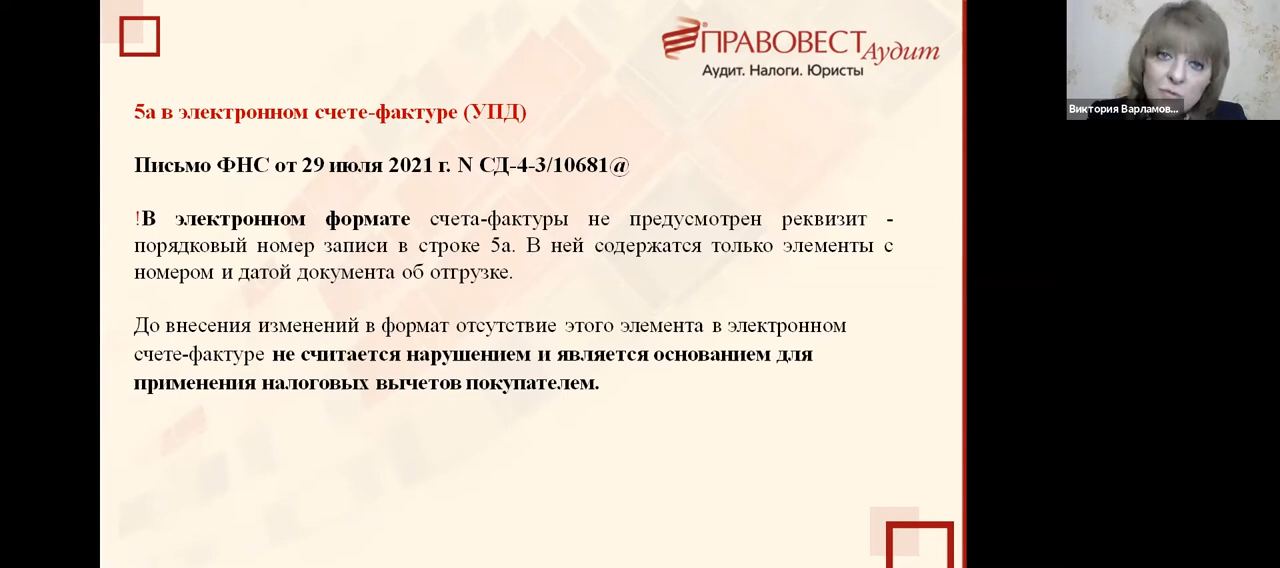 ПРАВОВЕСТ Аудит
Аудит. Налоги. Юристы
Виктория Варламов...
5а в электронном счете-фактуре (УПД)
Письмо ФНС от 29 июля 2021 г. N СД-4-3/10681@
!В электронном формате счета-фактуры не предусмотрен реквизит -
порядковый номер записи в строке 5а. В ней содержатся только элементы с
номером и датой документа об отгрузке.
До внесения изменений в формат отсутствие этого элемента в электронном
счете-фактуре не считается нарушением и является основанием для
применения налоговых вычетов покупателем.